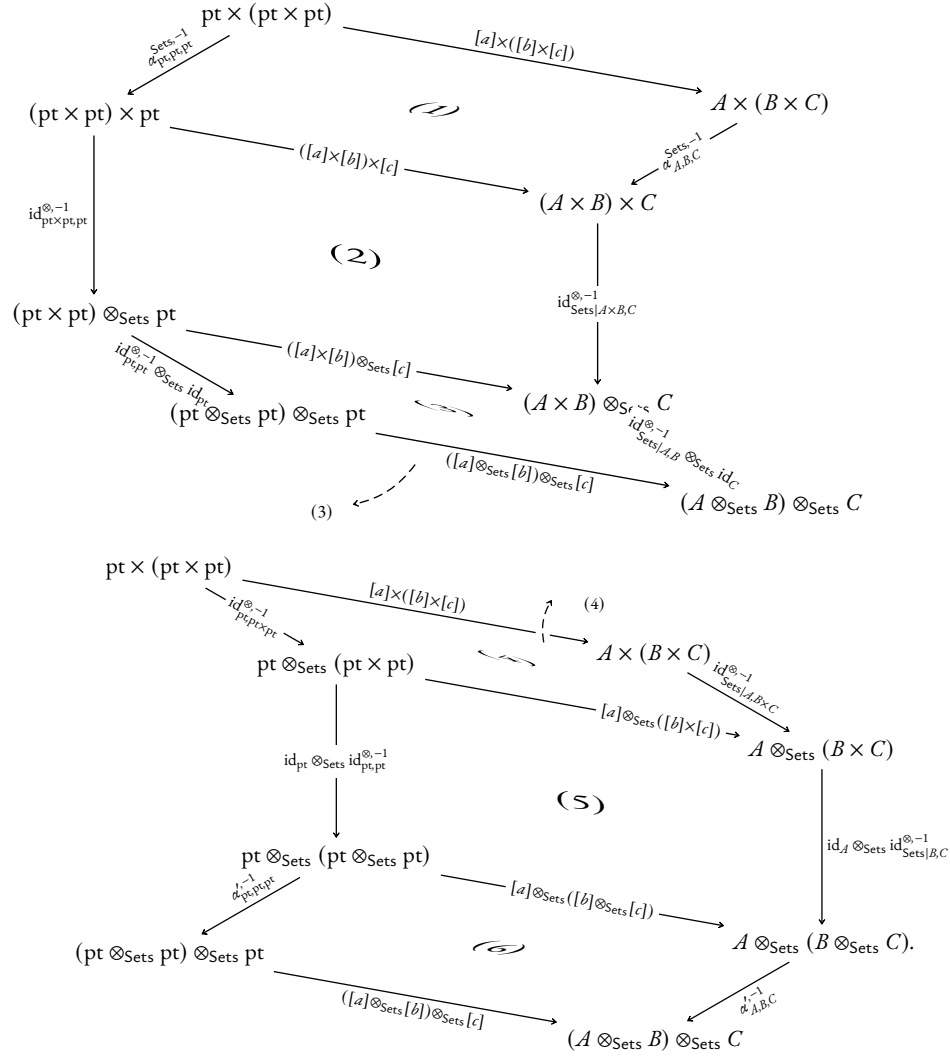 pt × (pt × pt)
α^{Sets,-1}_{pt,pt,pt}
[a]×([b]×[c])
(pt × pt) × pt
(1)
A × (B × C)
([a]×[b])×[c]
α^{Sets,-1}_{A,B,C}
(A × B) × C
id^{⊗,-1}_{pt×pt,pt}
(2)
id^{⊗,-1}_{Sets|A×B,C}
(pt × pt) ⊗_{Sets} pt
([a]×[b])⊗_{Sets}[c]
id^{⊗,-1}_{pt,pt} ⊗_{Sets} id_{pt}
(A × B) ⊗_{Sets} C
(pt ⊗_{Sets} pt) ⊗_{Sets} pt
id^{⊗,-1}_{Sets|A,B} ⊗_{Sets} id_C
([a]⊗_{Sets}[b])⊗_{Sets}[c]
(A ⊗_{Sets} B) ⊗_{Sets} C
(3)
pt × (pt × pt)
[a]×([b]×[c])
(4)
id^{⊗,-1}_{pt,pt×pt}
A × (B × C)
pt ⊗_{Sets} (pt × pt)
id^{⊗,-1}_{Sets|A,B×C}
[a]⊗_{Sets}([b]×[c])
A ⊗_{Sets} (B × C)
id_{pt} ⊗_{Sets} id^{⊗,-1}_{pt,pt}
(5)
id_A ⊗_{Sets} id^{⊗,-1}_{Sets|B,C}
pt ⊗_{Sets} (pt ⊗_{Sets} pt)
α'^{,-1}_{pt,pt,pt}
[a]⊗_{Sets}([b]⊗_{Sets}[c])
A ⊗_{Sets} (B ⊗_{Sets} C).
(pt ⊗_{Sets} pt) ⊗_{Sets} pt
(6)
([a]⊗_{Sets}[b])⊗_{Sets}[c]
α'^{,-1}_{A,B,C}
(A ⊗_{Sets} B) ⊗_{Sets} C